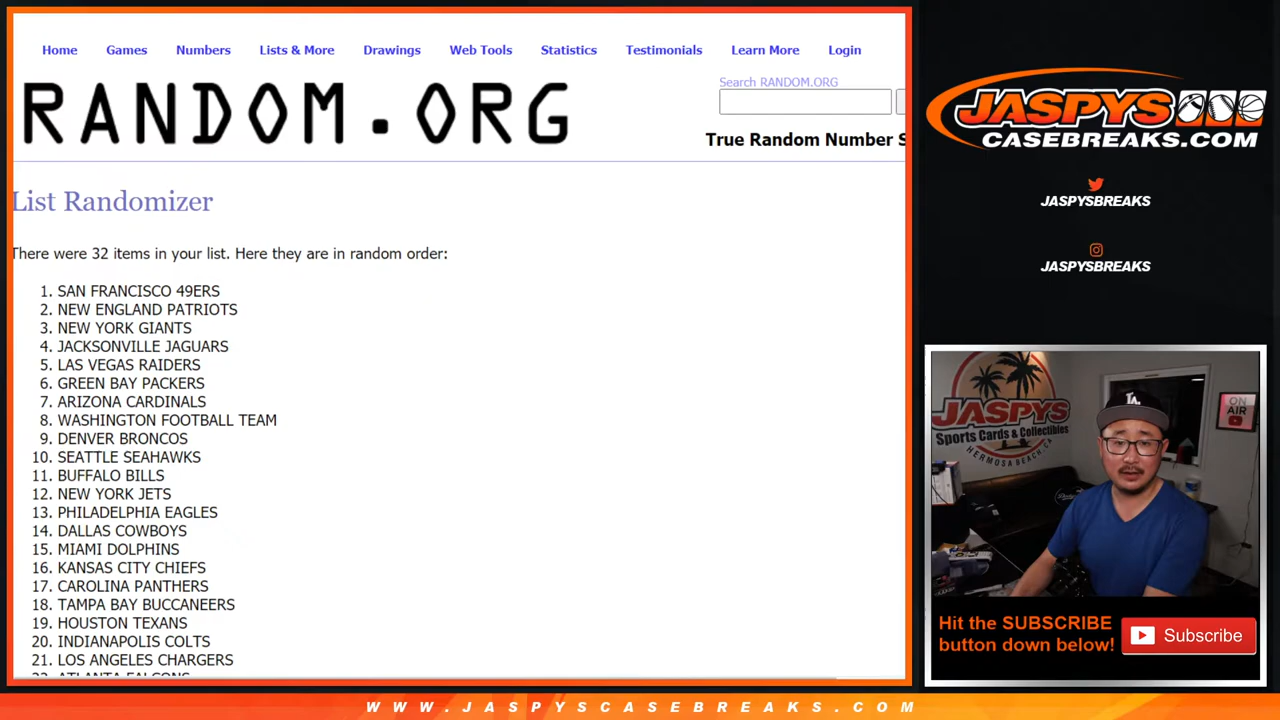 Home Games Numbers Lists & More Drawings Web Tools Statistics Testimonials Learn More Login
RANDOM.ORG
Search RANDOM.ORG
True Random Number S
List Randomizer
There were 32 items in your list. Here they are in random order:
1. SAN FRANCISCO 49ERS
2. NEW ENGLAND PATRIOTS
3. NEW YORK GIANTS
4. JACKSONVILLE JAGUARS
5. LAS VEGAS RAIDERS
6. GREEN BAY PACKERS
7. ARIZONA CARDINALS
8. WASHINGTON FOOTBALL TEAM
9. DENVER BRONCOS
10. SEATTLE SEAHAWKS
11. BUFFALO BILLS
12. NEW YORK JETS
13. PHILADELPHIA EAGLES
14. DALLAS COWBOYS
15. MIAMI DOLPHINS
16. KANSAS CITY CHIEFS
17. CAROLINA PANTHERS
18. TAMPA BAY BUCCANEERS
19. HOUSTON TEXANS
20. INDIANAPOLIS COLTS
21. LOS ANGELES CHARGERS
22. ATLANTA FALCONS
JASPYS
CASEBREAKS.COM
JASPYSBREAKS
JASPYSBREAKS
JASPYS
Sports Cards & Collectibles
HERMOSA BEACH, CA
LA
ON
AIR
Hit the SUBSCRIBE
button down below!
Subscribe
WWW.JASPYSCASEBREAKS.COM